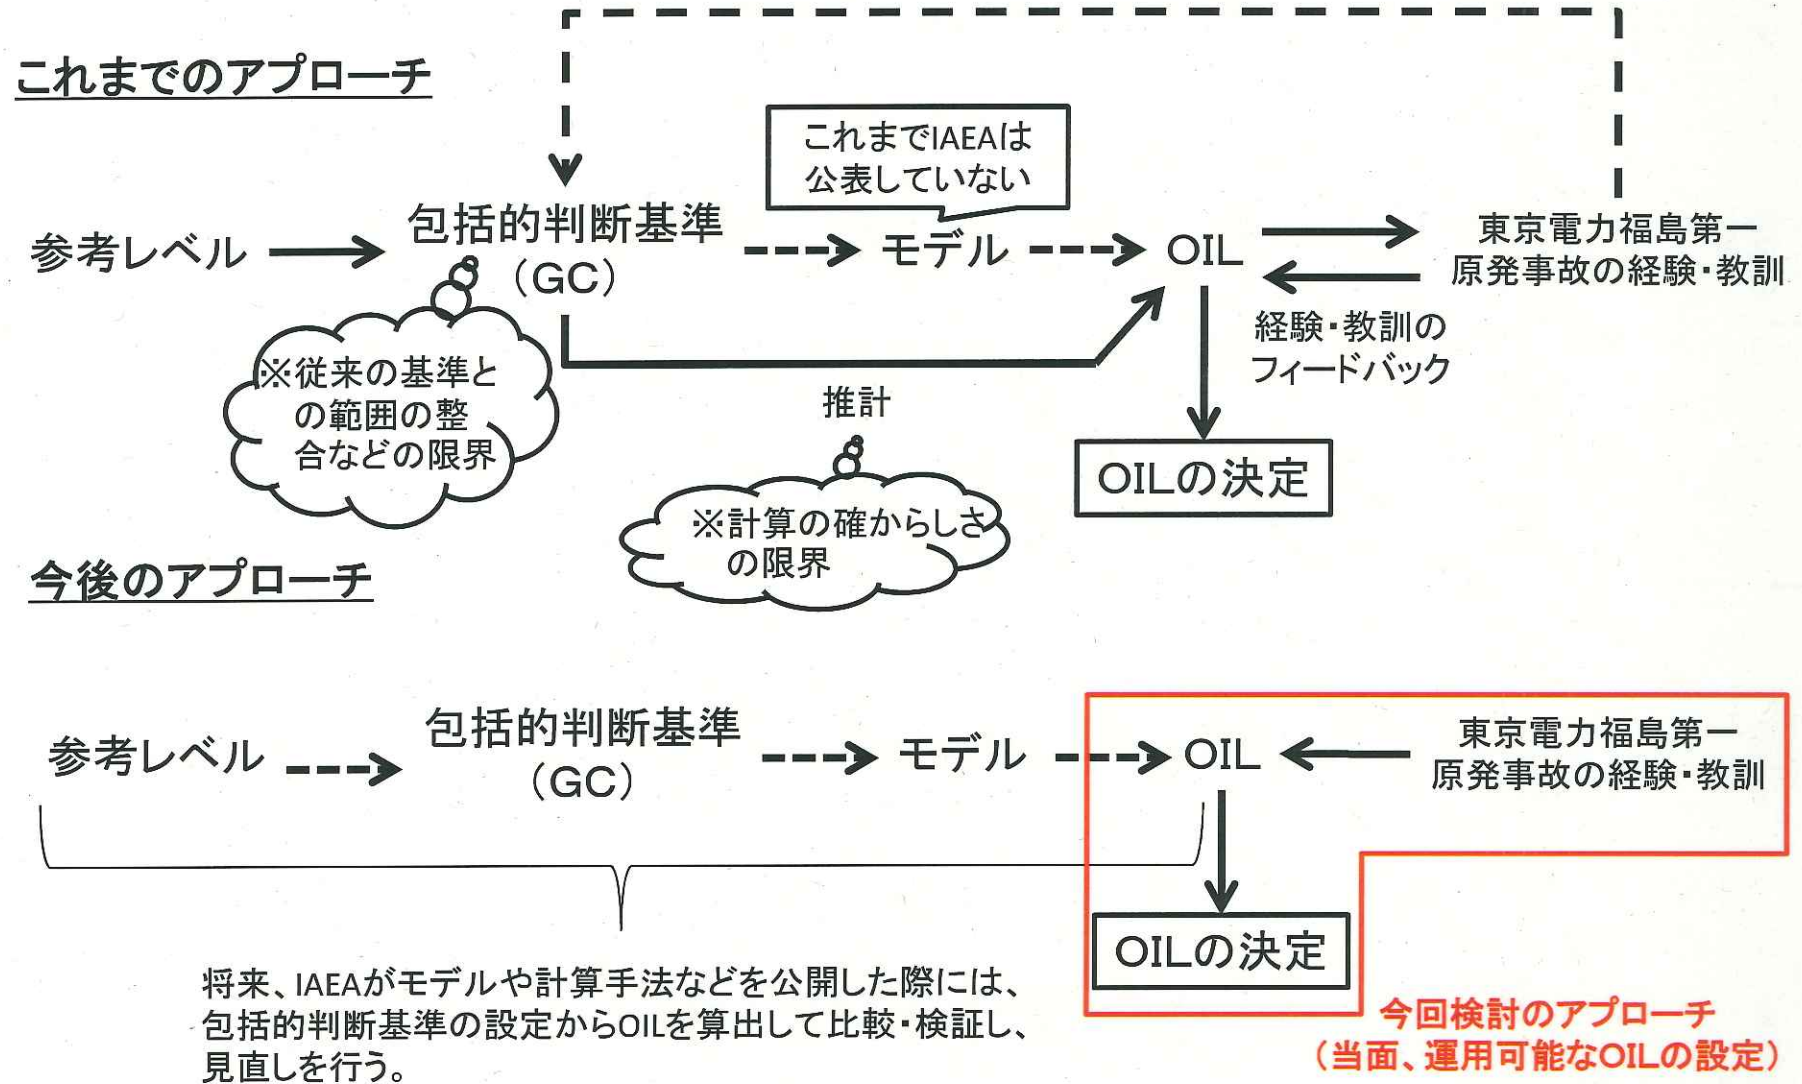 これまでのアプローチ
これまでIAEAは
公表していない
参考レベル
包括的判断基準
(GC)
モデル
OIL
東京電力福島第一
原発事故の経験・教訓
経験・教訓の
フィードバック
※従来の基準と
の範囲の整
合などの限界
推計
※計算の確からしさ
の限界
OILの決定
今後のアプローチ
参考レベル
包括的判断基準
(GC)
モデル
OIL
東京電力福島第一
原発事故の経験・教訓
OILの決定
将来、IAEAがモデルや計算手法などを公開した際には、
包括的判断基準の設定からOILを算出して比較・検証し、
見直しを行う。
今回検討のアプローチ
(当面、運用可能なOILの設定)